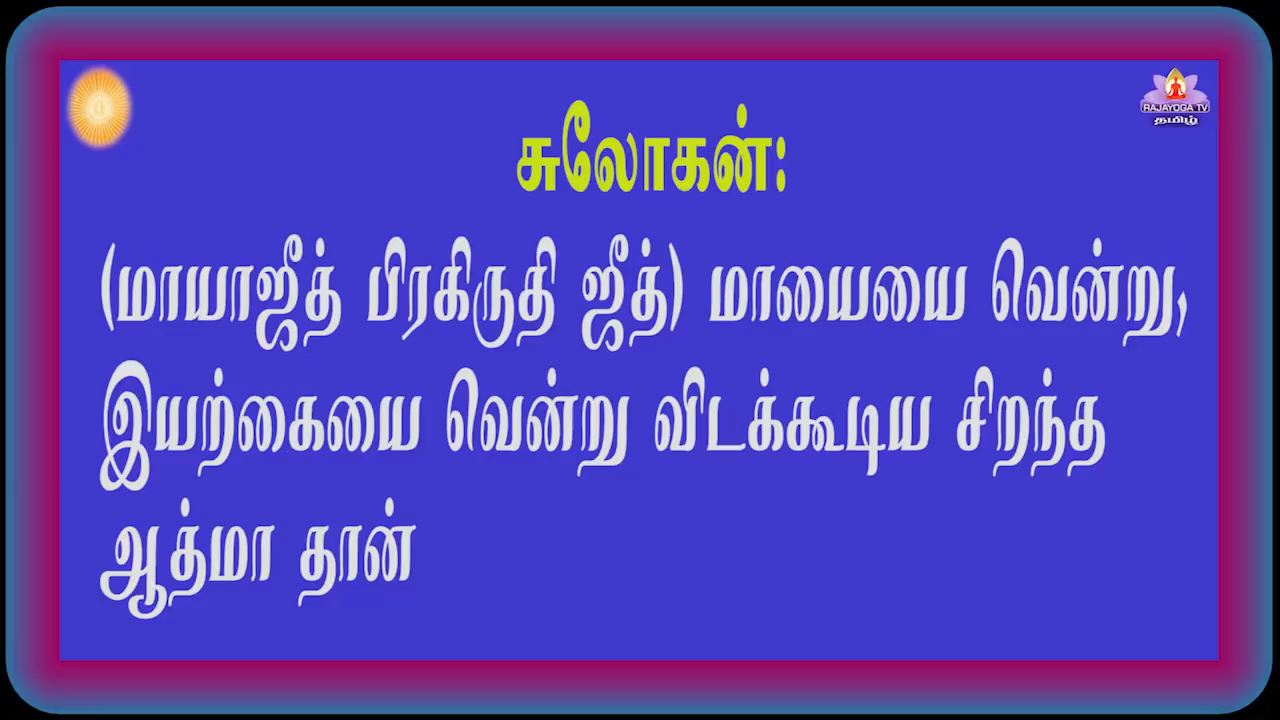 RAJAYOGA TV
தமிழ்
சுலோகன்:
(மாயாஜீத் பிரகிருதி ஜீத்) மாயையை வென்று,
இயற்கையை வென்று விடக்கூடிய சிறந்த
ஆத்மா தான்